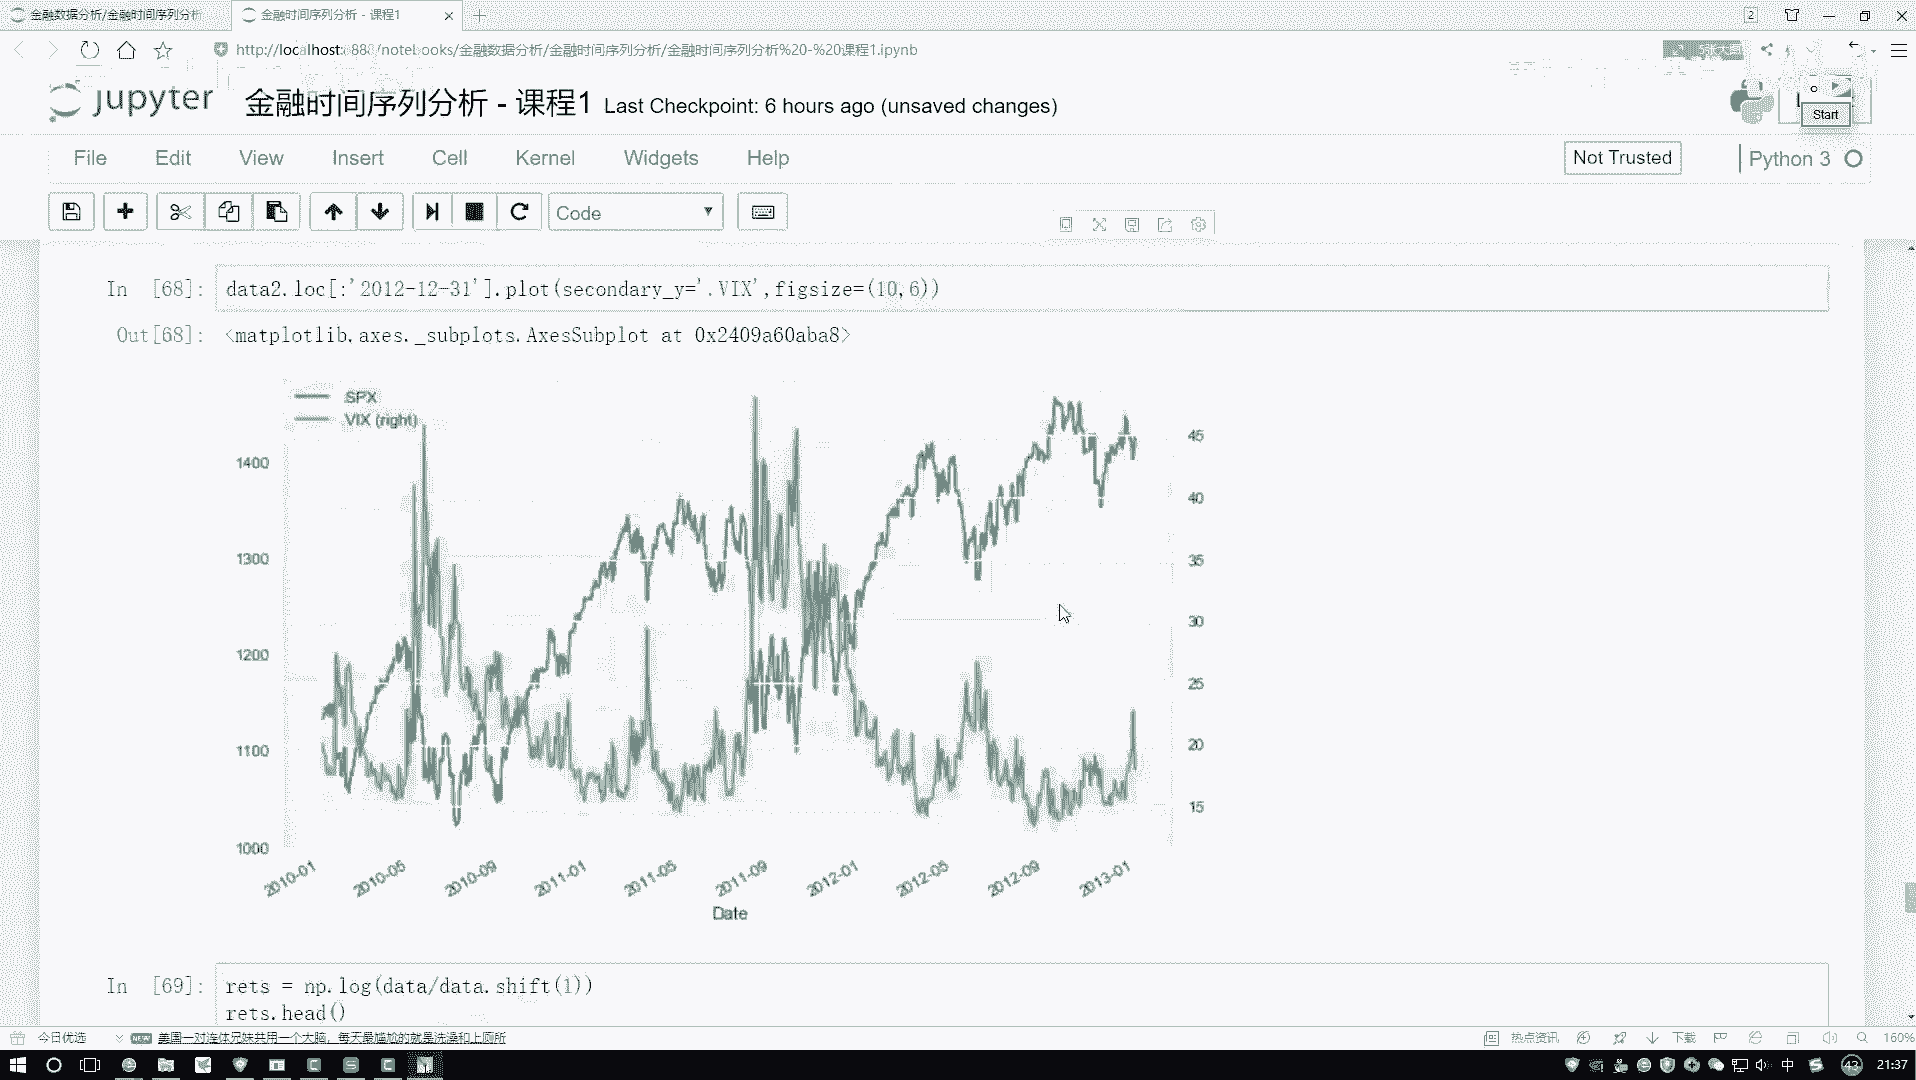 金融数据分析/金融时间序列分析
金融时间序列分析 - 课程1
2
金融数据分析/金融时间序列分析/金融时间序列分析%20-%20课程1.ipynb
5张大图
jupyter
金融时间序列分析 - 课程1 Last Checkpoint: 6 hours ago (unsaved changes)
Start
File Edit View Insert Cell Kernel Widgets Help
Not Trusted
Python 3
Code
In [68]: data2.loc[:'2012-12-31'].plot(secondary_y='.VIX',figsize=(10,6))
Out[68]: <matplotlib.axes._subplots.AxesSubplot at 0x2409a60aba8>
SPX
VIX (right)
1400
1300
1200
1100
1000
45
40
35
30
25
20
15
2010-01
2010-05
2010-09
2011-01
2011-05
2011-09
2012-01
2012-05
2012-09
2013-01
Date
In [69]: rets = np.log(data/data.shift(1))
rets.head()
今日优选
NEW
美国一对连体兄妹共用一个大脑，每天最尴尬的就是洗澡和上厕所
热点资讯
下载
160%
中
43
21:37